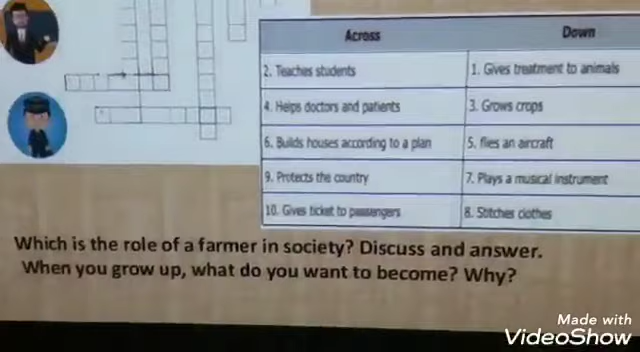 Across Down
2. Teaches students 1. Gives treatment to animals
4. Helps doctors and patients 3. Grows crops
6. Builds houses according to a plan 5. flies an aircraft
9. Protects the country 7. Plays a musical instrument
10. Gives ticket to passengers 8. Stitches clothes
Which is the role of a farmer in society? Discuss and answer.
When you grow up, what do you want to become? Why?
Made with
VideoShow